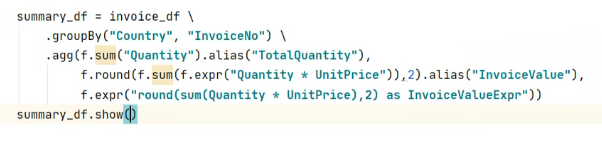 summary_df = invoice_df \
.groupBy("Country", "InvoiceNo") \
.agg(f.sum("Quantity").alias("TotalQuantity"),
f.round(f.sum(f.expr("Quantity * UnitPrice")),2).alias("InvoiceValue"),
f.expr("round(sum(Quantity * UnitPrice),2) as InvoiceValueExpr"))
summary_df.show()